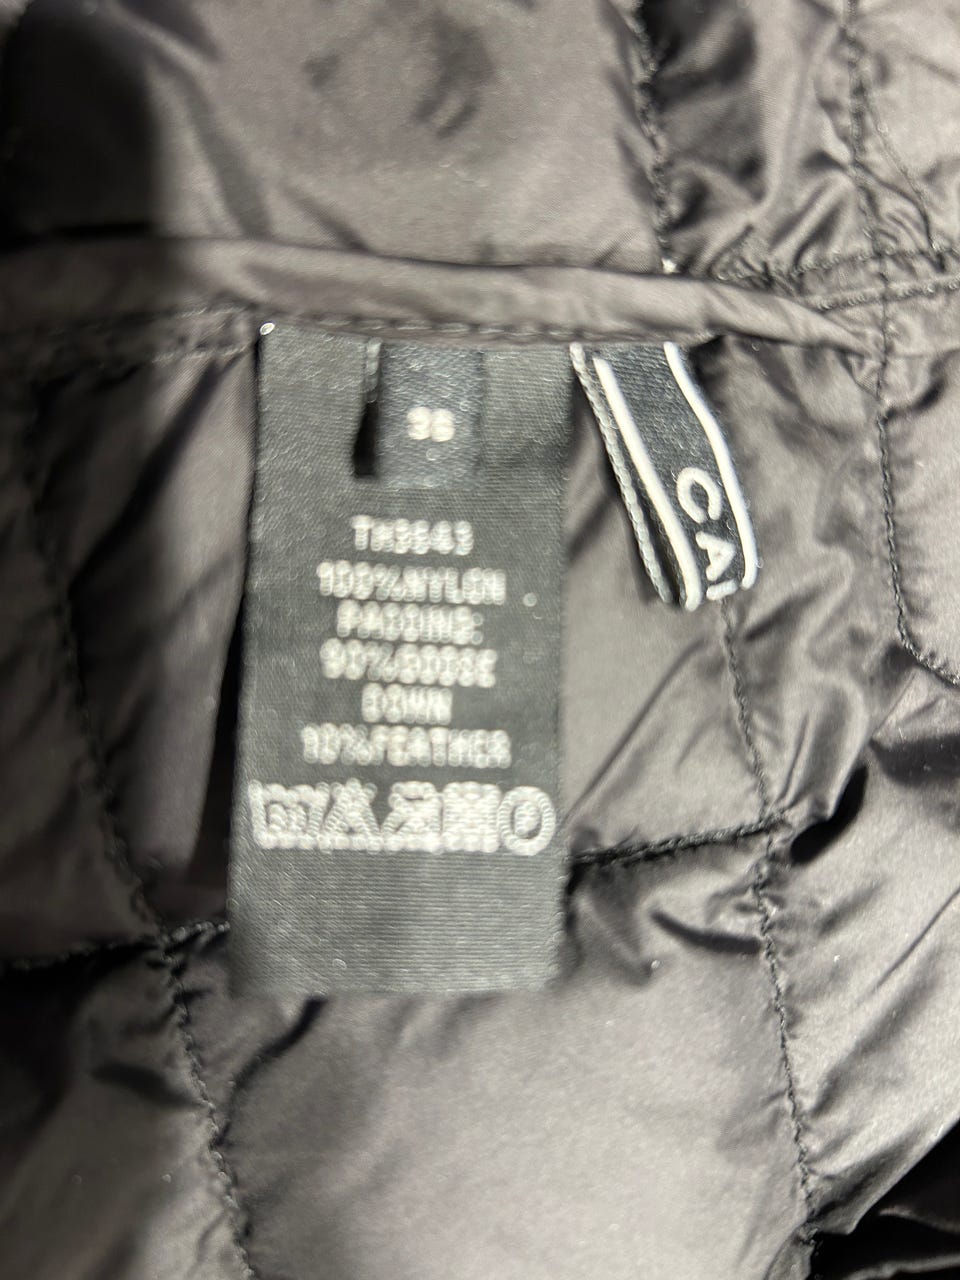 36
100%NYLON
PADDING:
90%GOOSE
DOWN
10%FEATHER
CA